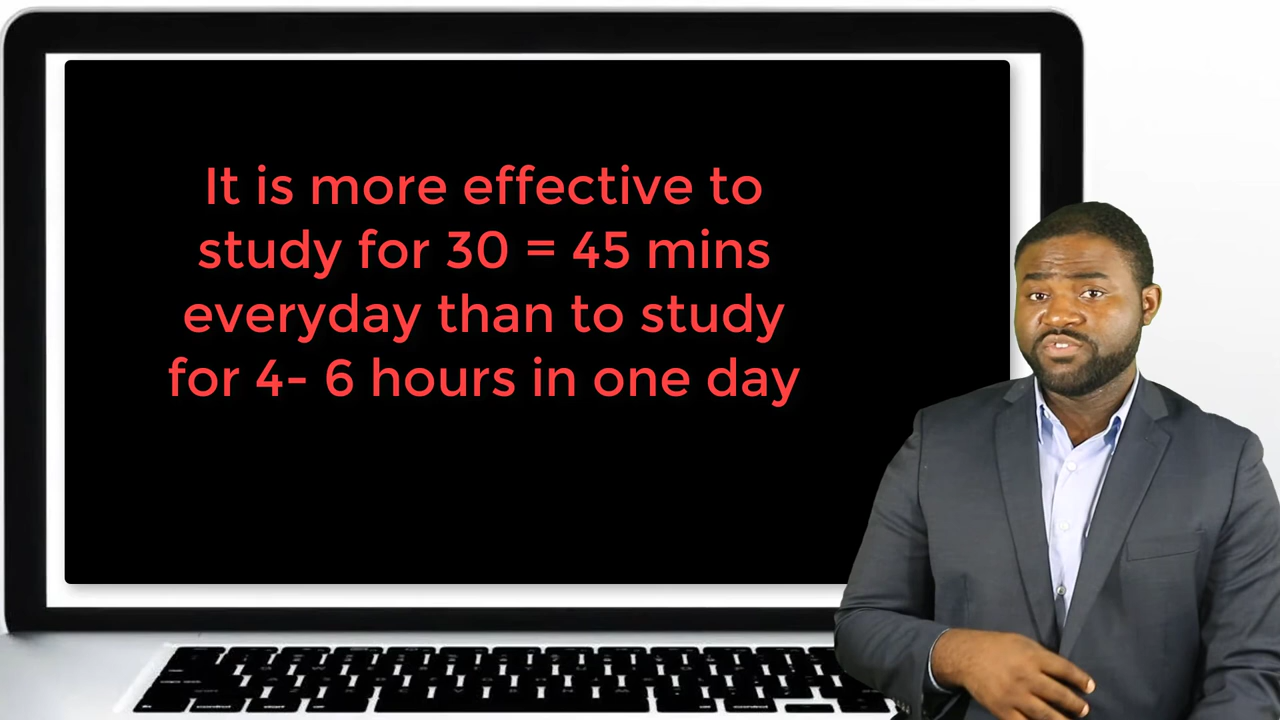 It is more effective to
study for 30 = 45 mins
everyday than to study
for 4- 6 hours in one day